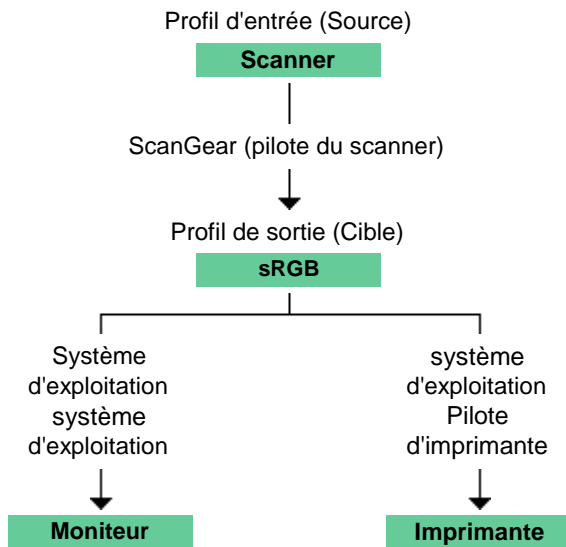 Profil d'entrée (Source)
Scanner
ScanGear (pilote du scanner)
Profil de sortie (Cible)
sRGB
Système
d'exploitation
système
d'exploitation
système
d'exploitation
Pilote
d'imprimante
Moniteur
Imprimante